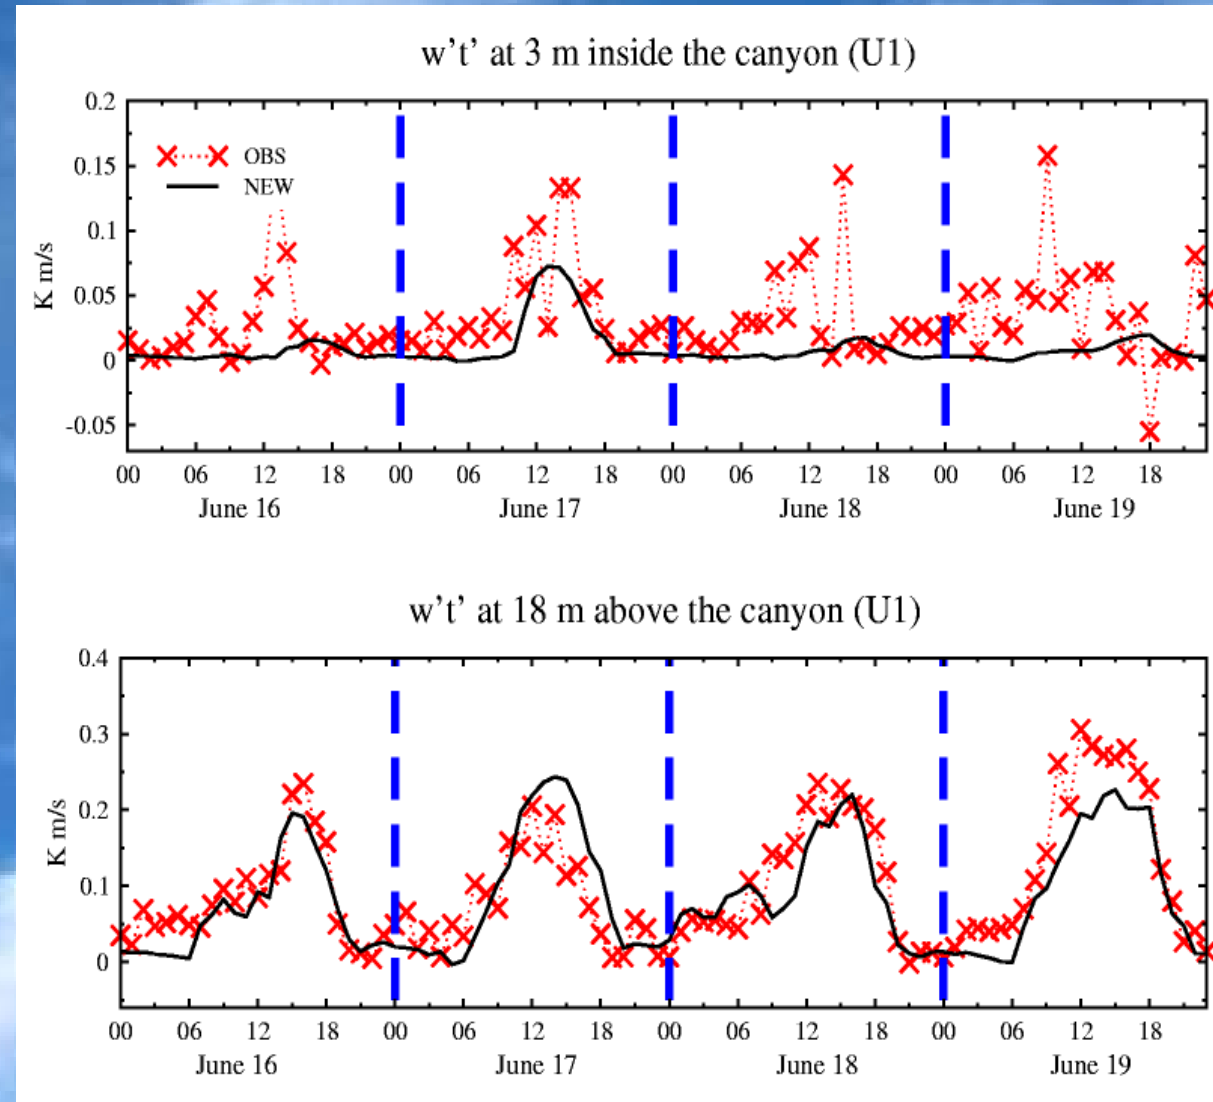 w't' at 3 m inside the canyon (U1)
0.2
0.15
0.1
0.05
0
-0.05
K m/s
OBS
NEW
00 06 12 18 00 06 12 18 00 06 12 18 00 06 12 18
June 16 June 17 June 18 June 19
w't' at 18 m above the canyon (U1)
0.4
0.3
0.2
0.1
0
K m/s
00 06 12 18 00 06 12 18 00 06 12 18 00 06 12 18
June 16 June 17 June 18 June 19